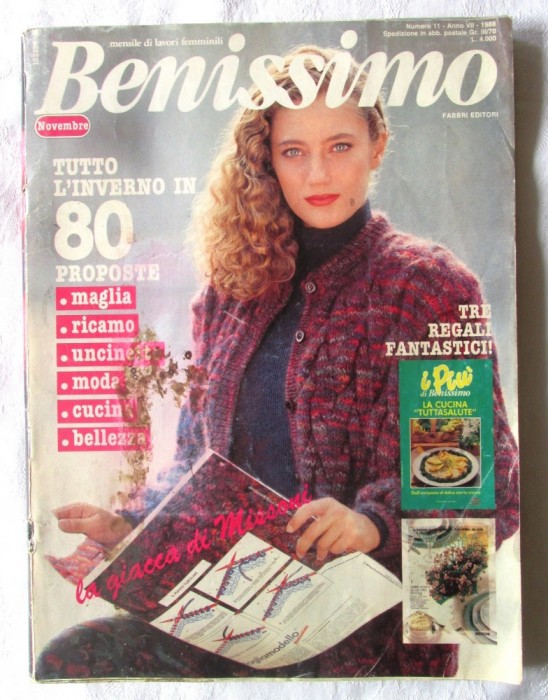 Numero 11 - Anno VII - 1988
Spedizione in abb. postale Gr. III/70
L. 4.000
mensile di lavori femminili
Benissimo
FABBRI EDITORI
Novembre
TUTTO
L'INVERNO IN
80
PROPOSTE
• maglia
• ricamo
• uncinetto
• moda
• cucina
• bellezza
TRE
REGALI
FANTASTICI!
i Più
di Benissimo
LA CUCINA
"TUTTASALUTE"
la giacca di Missoni